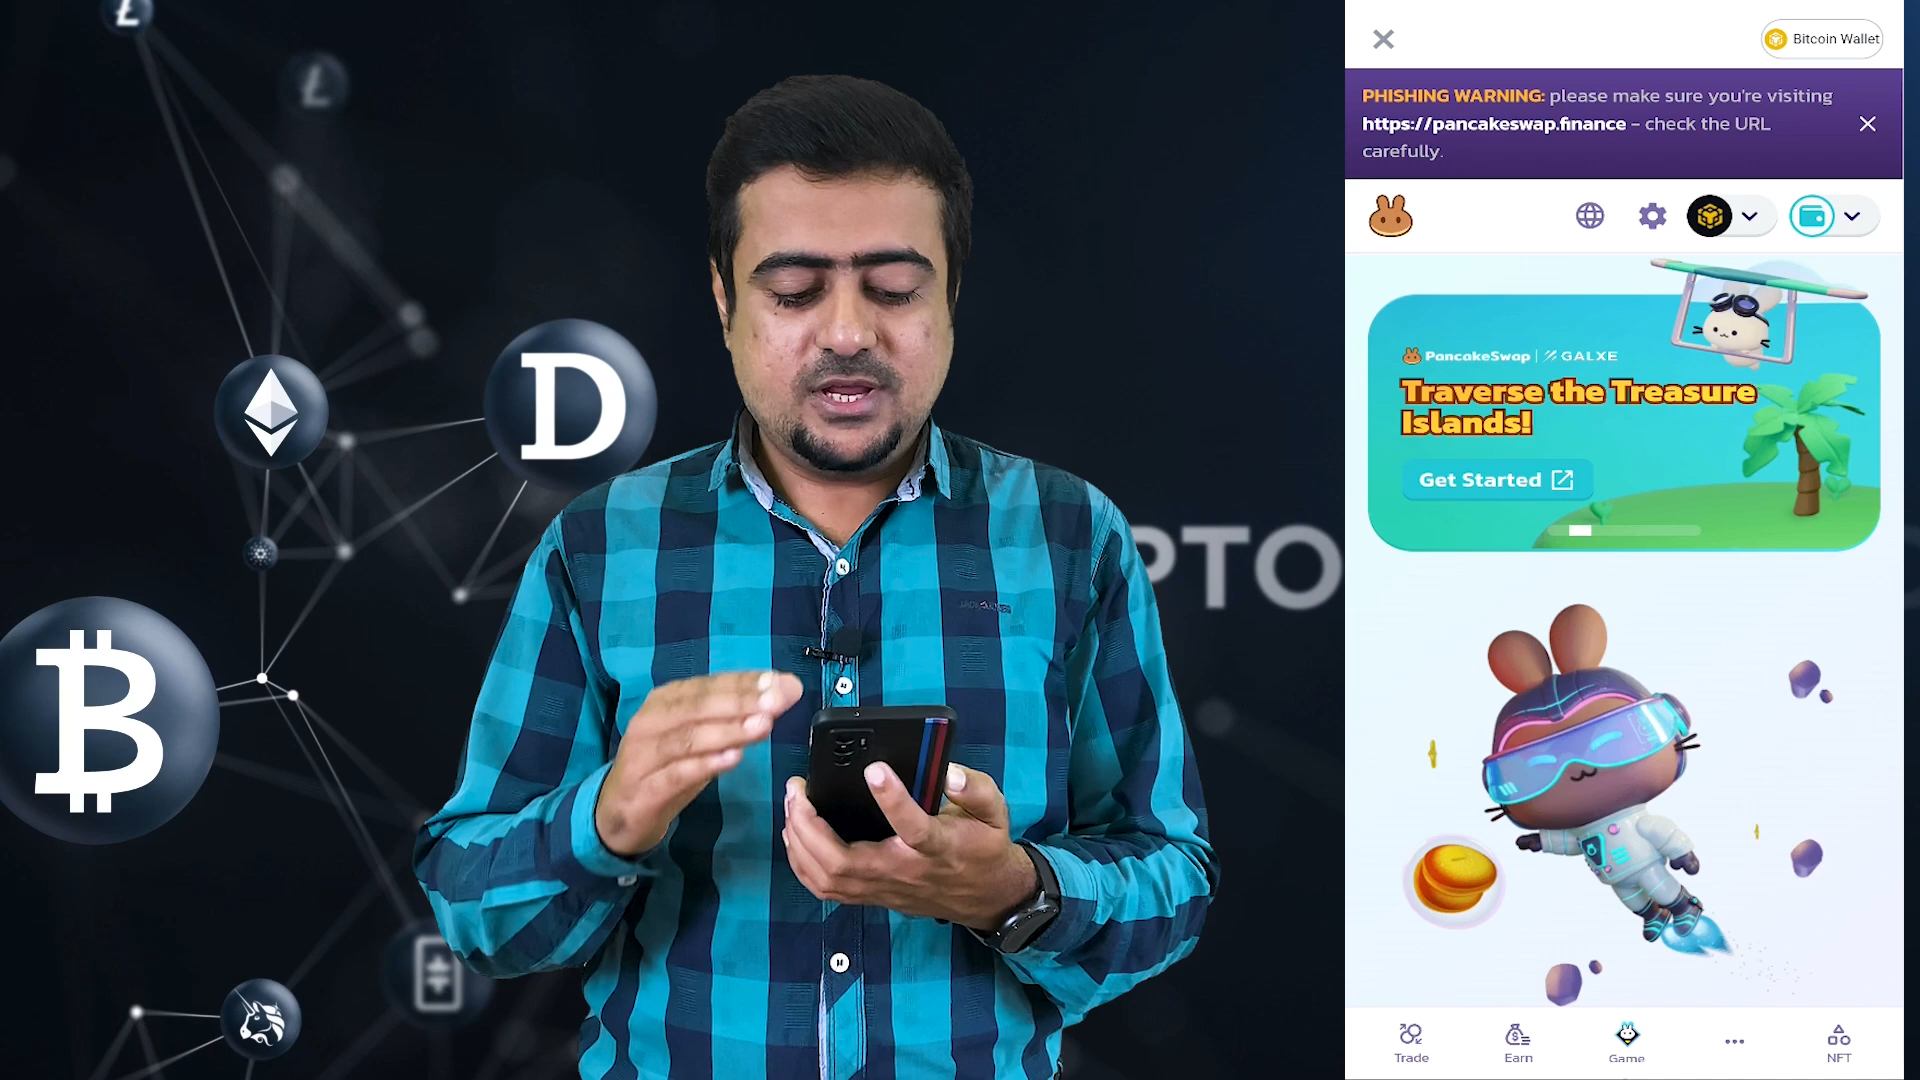 PTO
Bitcoin Wallet
PHISHING WARNING: please make sure you're visiting
https://pancakeswap.finance - check the URL
carefully.
PancakeSwap | GALXE
Traverse the Treasure
Islands!
Get Started
Trade
Earn
Game
NFT